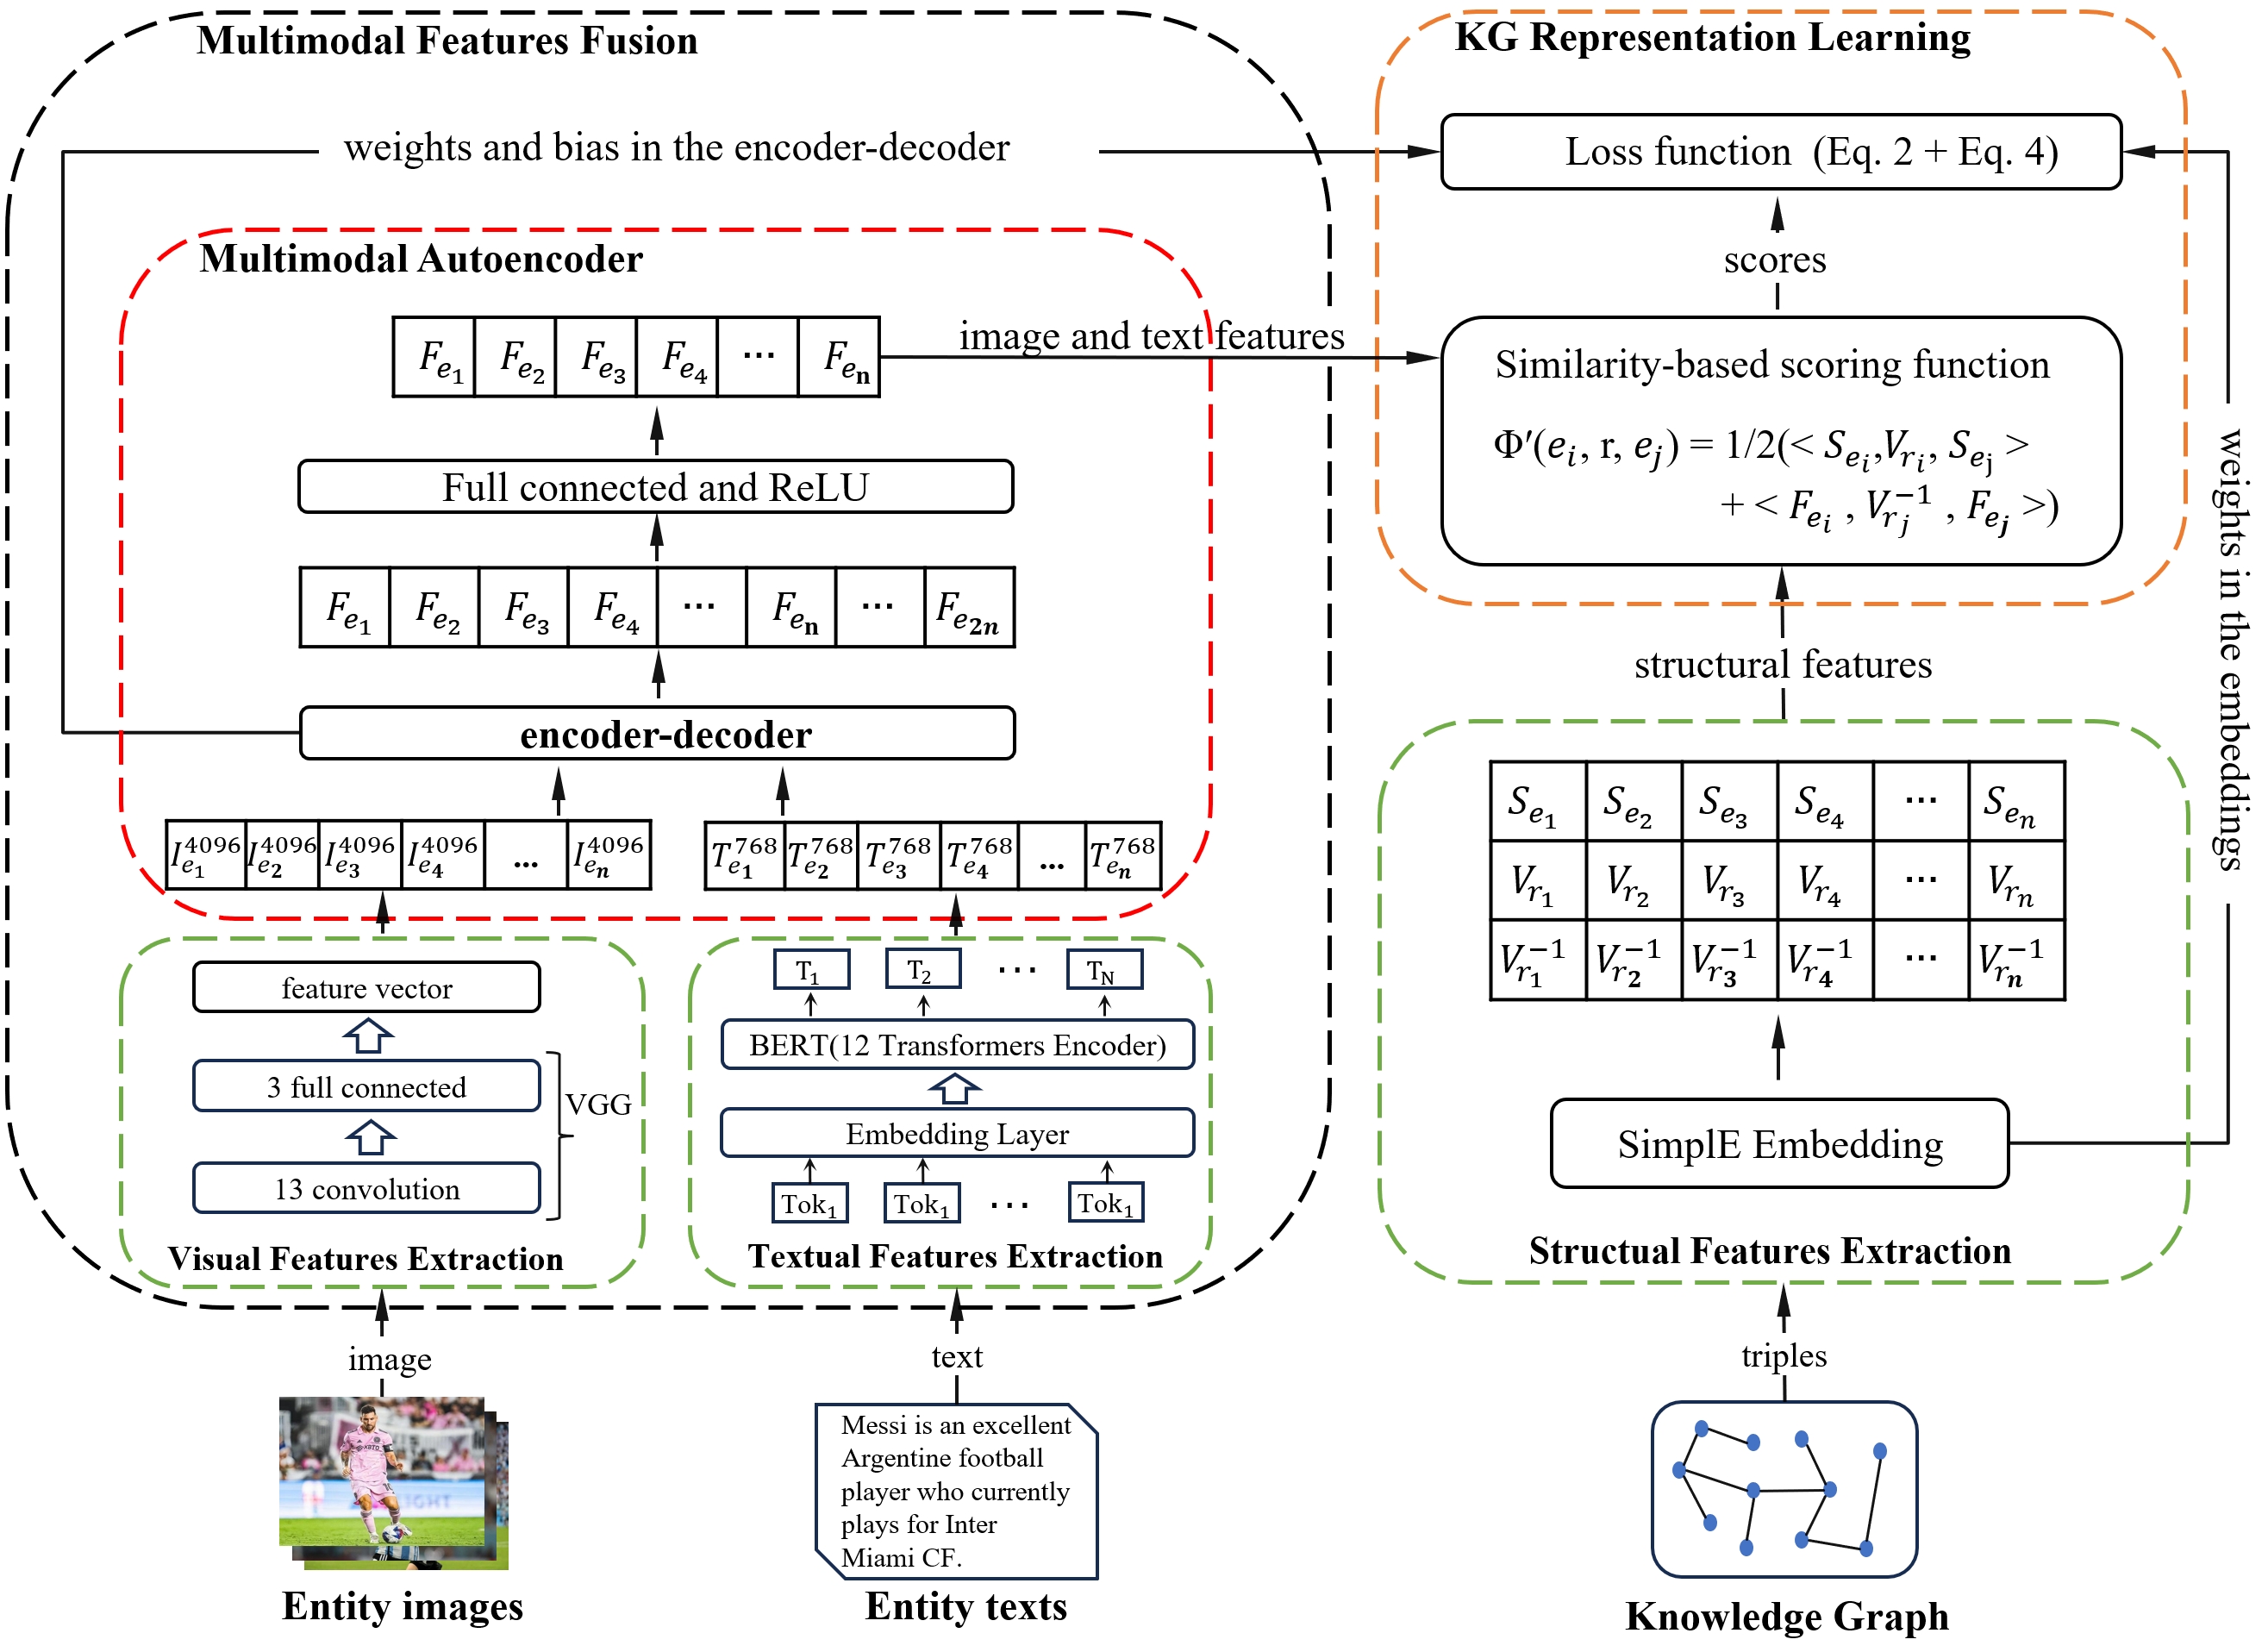 Multimodal Features Fusion
weights and bias in the encoder-decoder
Multimodal Autoencoder
F_{e_1} F_{e_2} F_{e_3} F_{e_4} ··· F_{e_n}
image and text features
Full connected and ReLU
F_{e_1} F_{e_2} F_{e_3} F_{e_4} ··· F_{e_n} ··· F_{e_{2n}}
encoder-decoder
I_{e_1}^{4096} I_{e_2}^{4096} I_{e_3}^{4096} I_{e_4}^{4096} ... I_{e_n}^{4096}
T_{e_1}^{768} T_{e_2}^{768} T_{e_3}^{768} T_{e_4}^{768} ... T_{e_n}^{768}
feature vector
3 full connected
VGG
13 convolution
Visual Features Extraction
T_1 T_2 ··· T_N
BERT(12 Transformers Encoder)
Embedding Layer
Tok_1 Tok_1 ··· Tok_1
Textual Features Extraction
image
Entity images
text
Messi is an excellent
Argentine football
player who currently
plays for Inter
Miami CF.
Entity texts
KG Representation Learning
Loss function (Eq. 2 + Eq. 4)
scores
Similarity-based scoring function
Φ′(e_i, r, e_j) = 1/2(< S_{e_i},V_{r_i}, S_{e_j} >
+ < F_{e_i} , V_{r_j}^{−1} , F_{e_j} >)
structural features
weights in the embeddings
S_{e_1} S_{e_2} S_{e_3} S_{e_4} ··· S_{e_n}
V_{r_1} V_{r_2} V_{r_3} V_{r_4} ··· V_{r_n}
V_{r_1}^{−1} V_{r_2}^{−1} V_{r_3}^{−1} V_{r_4}^{−1} ··· V_{r_n}^{−1}
SimplE Embedding
Structual Features Extraction
triples
Knowledge Graph